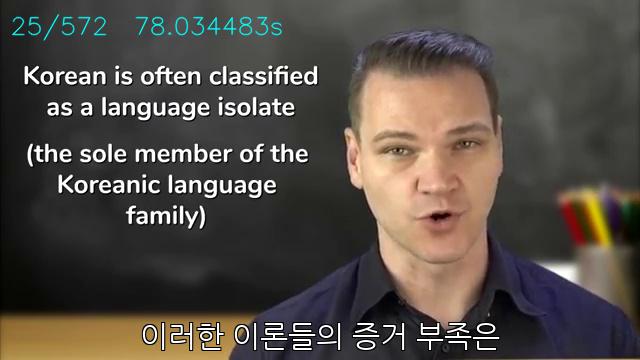 25/572 78.034483s
Korean is often classified
as a language isolate
(the sole member of the
Koreanic language
family)
이러한 이론들의 증거 부족은